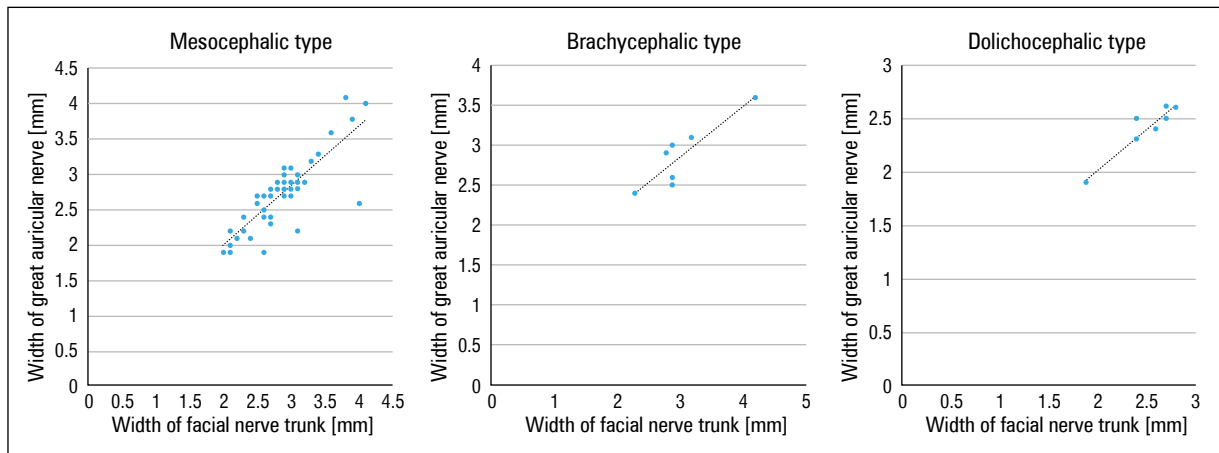 Mesocephalic type
Width of great auricular nerve [mm]
4.5
4
3.5
3
2.5
2
1.5
1
0.5
0
0 0.5 1 1.5 2 2.5 3 3.5 4 4.5
Width of facial nerve trunk [mm]
Brachycephalic type
Width of great auricular nerve [mm]
4
3.5
3
2.5
2
1.5
1
0.5
0
0 1 2 3 4 5
Width of facial nerve trunk [mm]
Dolichocephalic type
Width of great auricular nerve [mm]
3
2.5
2
1.5
1
0.5
0
0 0.5 1 1.5 2 2.5 3
Width of facial nerve trunk [mm]